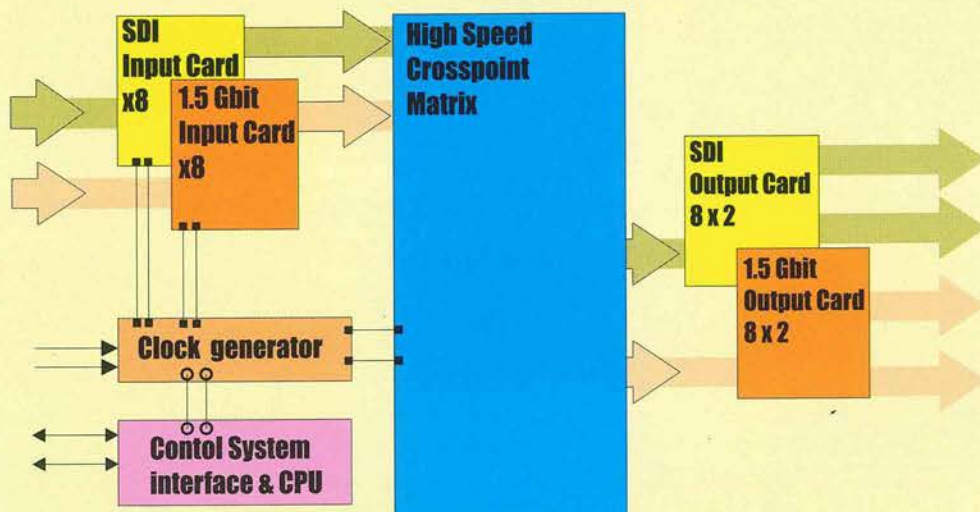 SDI
Input Card
x8
1.5 Gbit
Input Card
x8
High Speed
Crosspoint
Matrix
SDI
Output Card
8 x 2
1.5 Gbit
Output Card
8 x 2
Clock generator
Contol System
interface & CPU